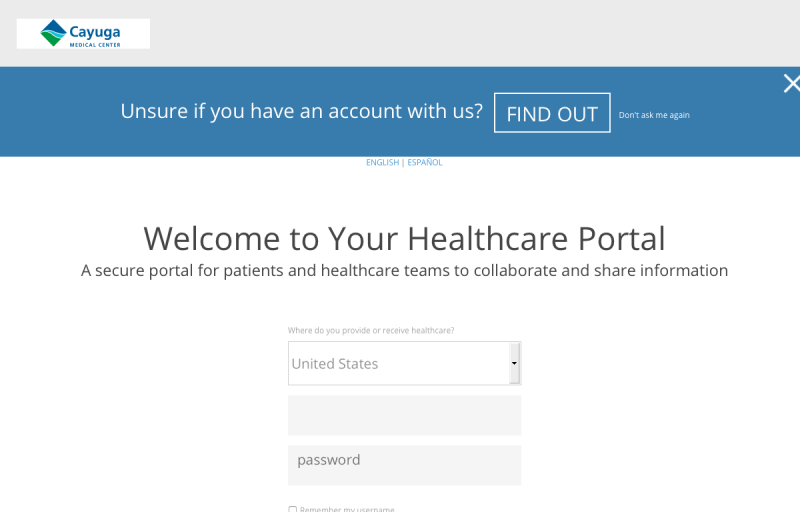 Cayuga
MEDICAL CENTER
Unsure if you have an account with us?
FIND OUT
Don't ask me again
ENGLISH | ESPAÑOL
Welcome to Your Healthcare Portal
A secure portal for patients and healthcare teams to collaborate and share information
Where do you provide or receive healthcare?
United States
password
Remember my username